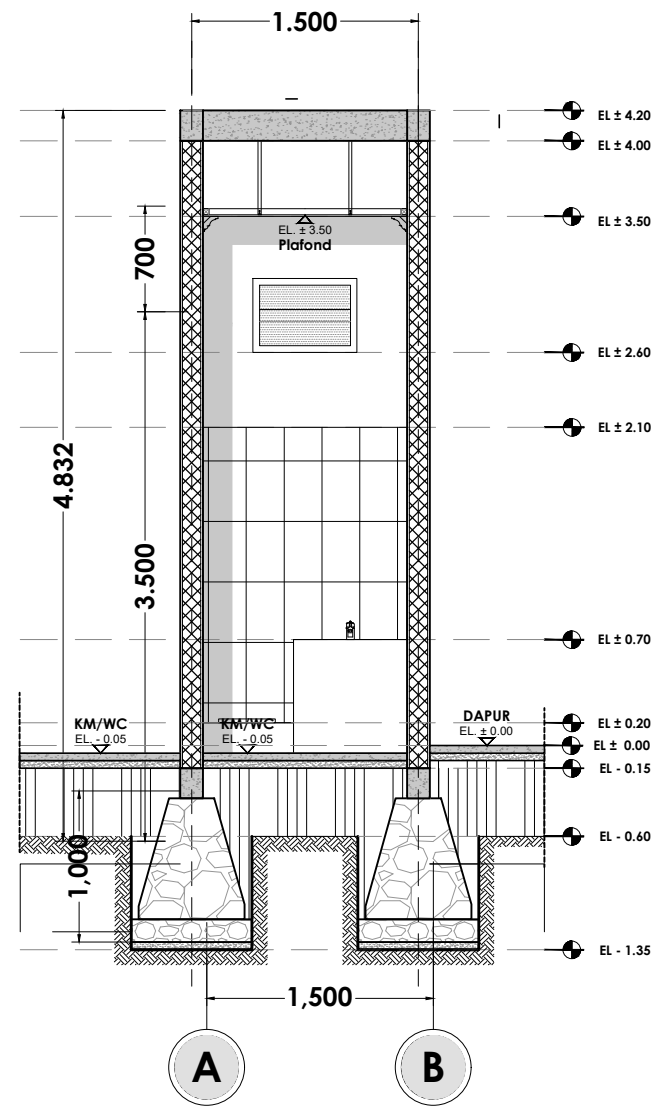 1.500
EL ± 4.20
EL ± 4.00
EL ± 3.50
EL. ± 3.50
Plafond
700
EL ± 2.60
EL ± 2.10
4.832
3.500
EL ± 0.70
KM/WC
EL. - 0.05
KM/WC
EL. - 0.05
DAPUR
EL. ± 0.00
EL ± 0.20
EL ± 0.00
EL - 0.15
EL - 0.60
1,000
EL - 1.35
1,500
A
B